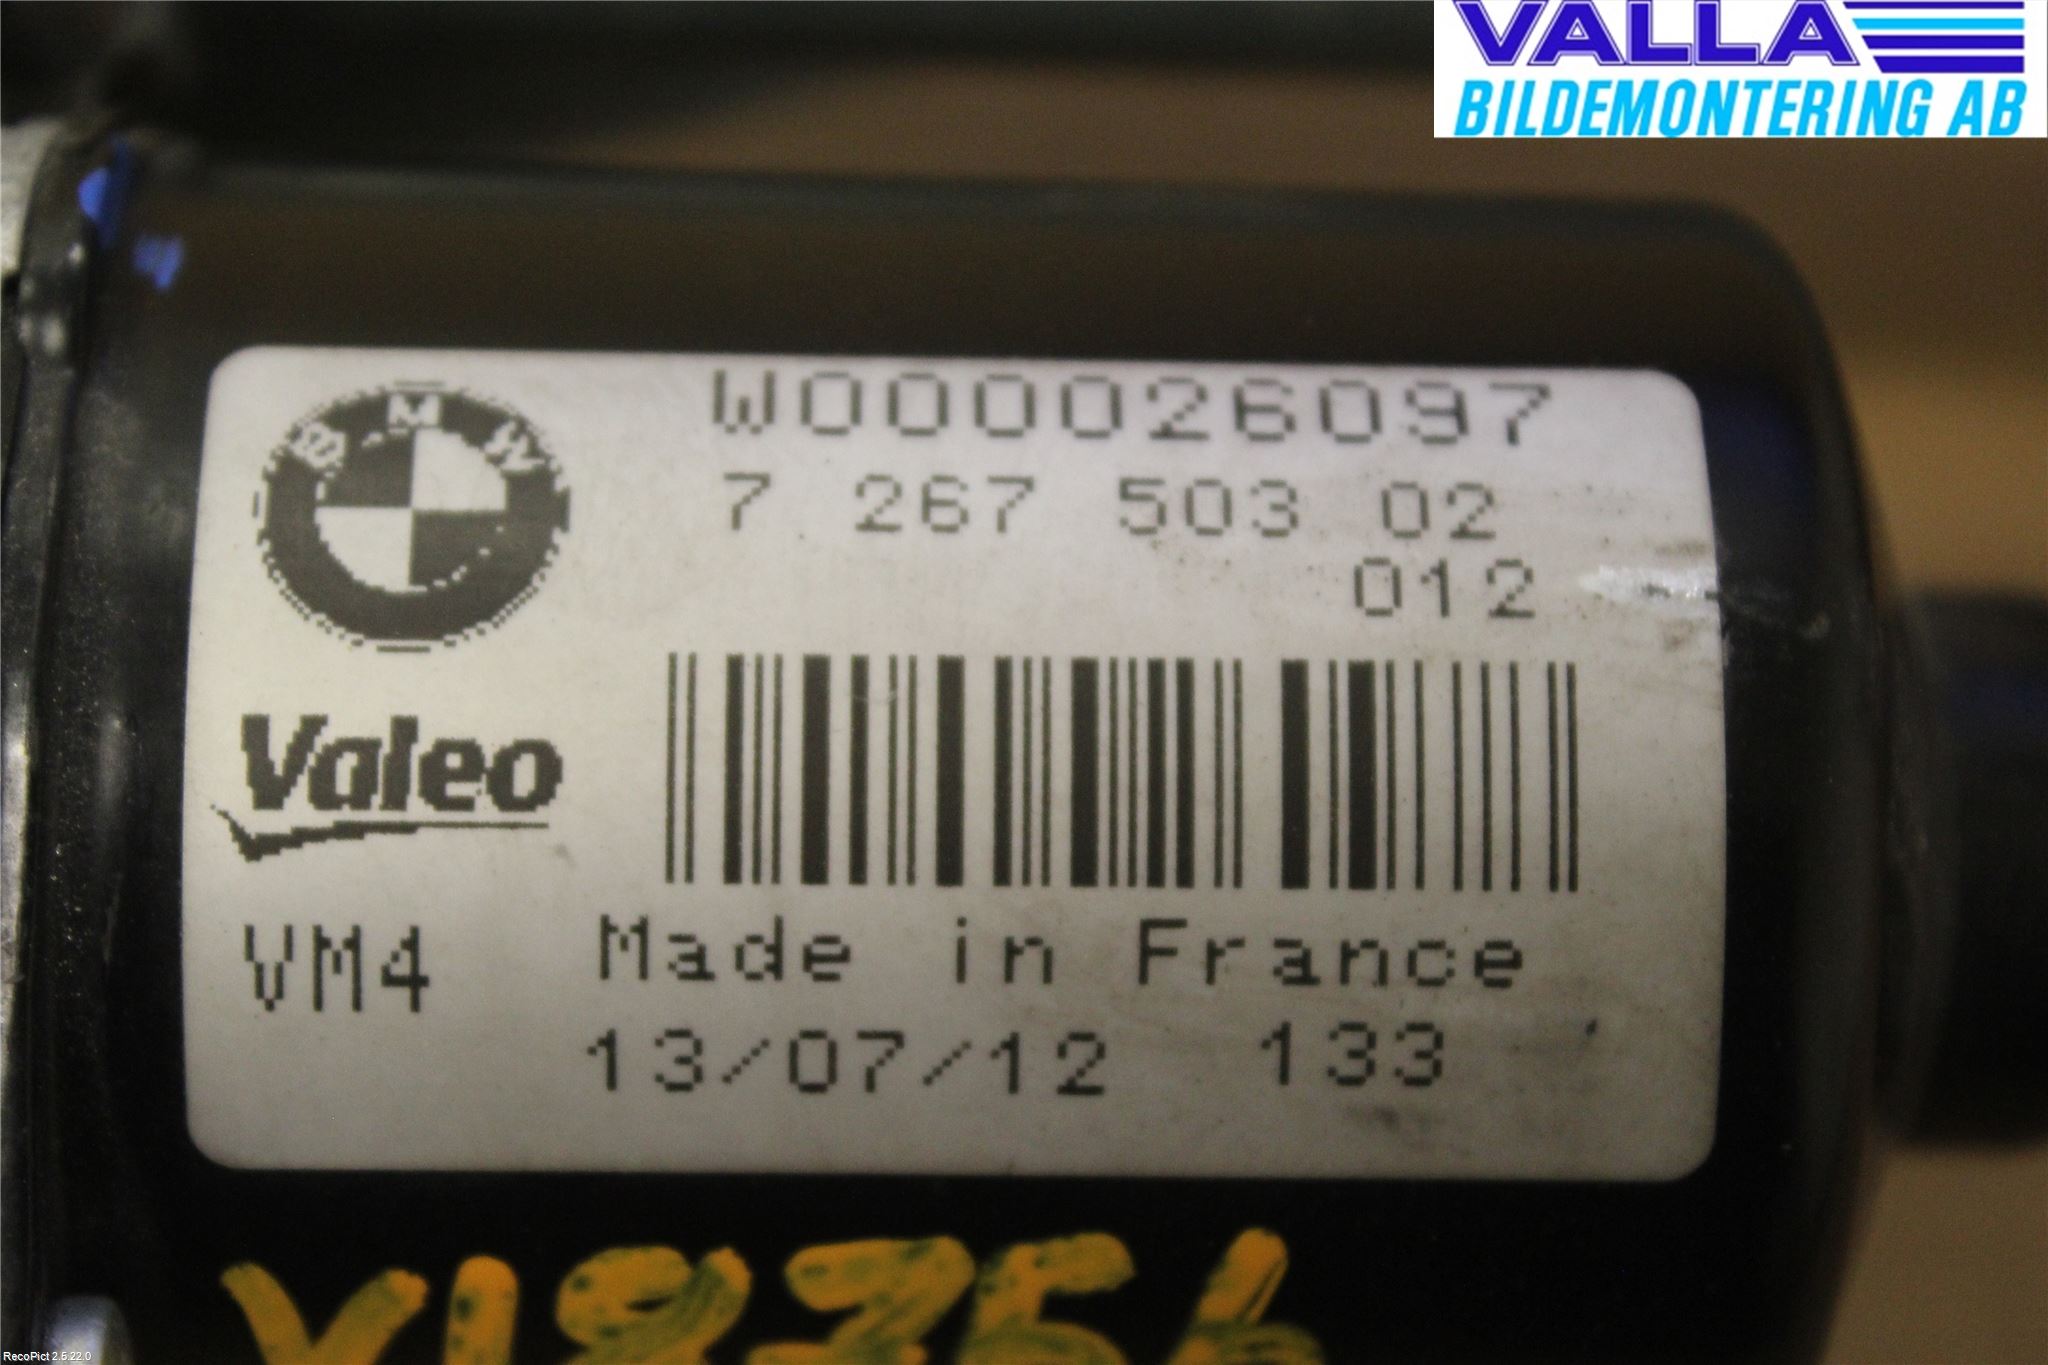 VALLA
BILDEMONTERING AB
BMW
W000026097
7 267 503 02
012
Valeo
VM4
Made in France
13/07/12 133
RecoPict 2.5.22.0